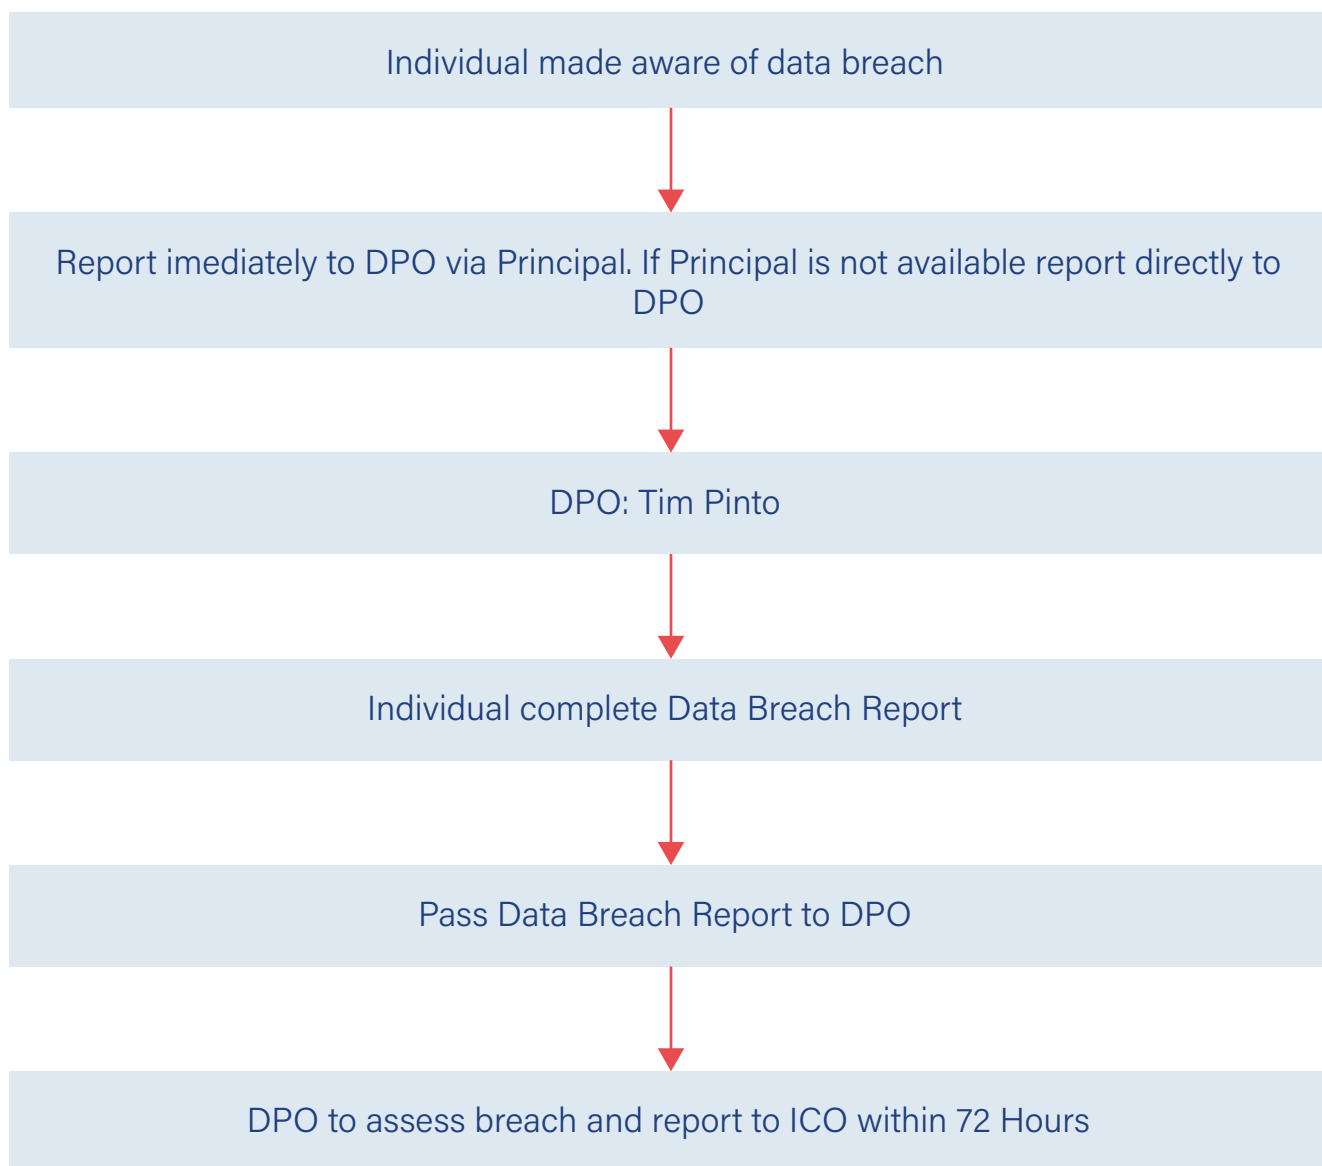 Individual made aware of data breach
Report imediately to DPO via Principal. If Principal is not available report directly to
DPO
DPO: Tim Pinto
Individual complete Data Breach Report
Pass Data Breach Report to DPO
DPO to assess breach and report to ICO within 72 Hours